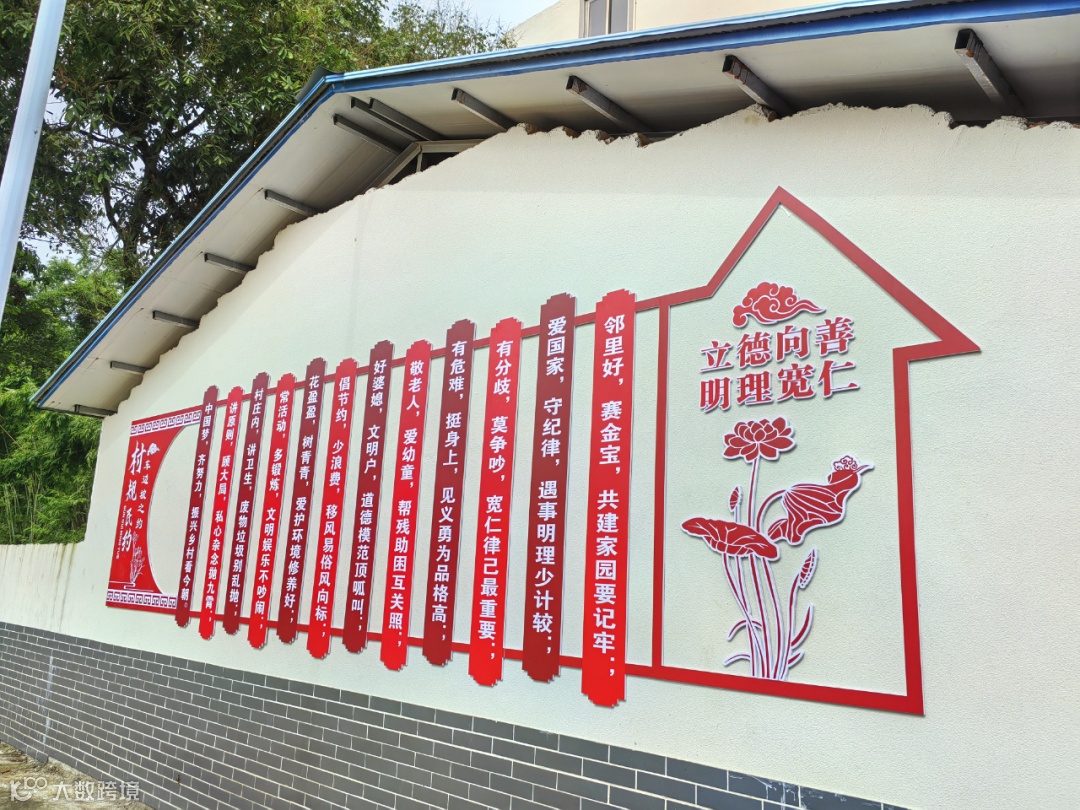 立德向善
明理宽仁
邻里好，赛金宝，共建家园要记牢；
爱国家，守纪律，遇事明理少计较；
有分歧，莫争吵，宽仁律己最重要；
有危难，挺身上，见义勇为品格高；
敬老人，爱幼童，帮残助困互关照；
好婆媳，文明户，道德模范顶呱叫；
倡节约，少浪费，移风易俗风向标；
花盈盈，树青青，爱护环境修养好；
常活动，多锻炼，文明娱乐不吵闹；
村庄内，讲卫生，废物垃圾别乱抛；
讲原则，顾大局，私心杂念抛九霄；
中国梦，齐努力，振兴乡村看今朝。
之约
村规民约
大数跨境